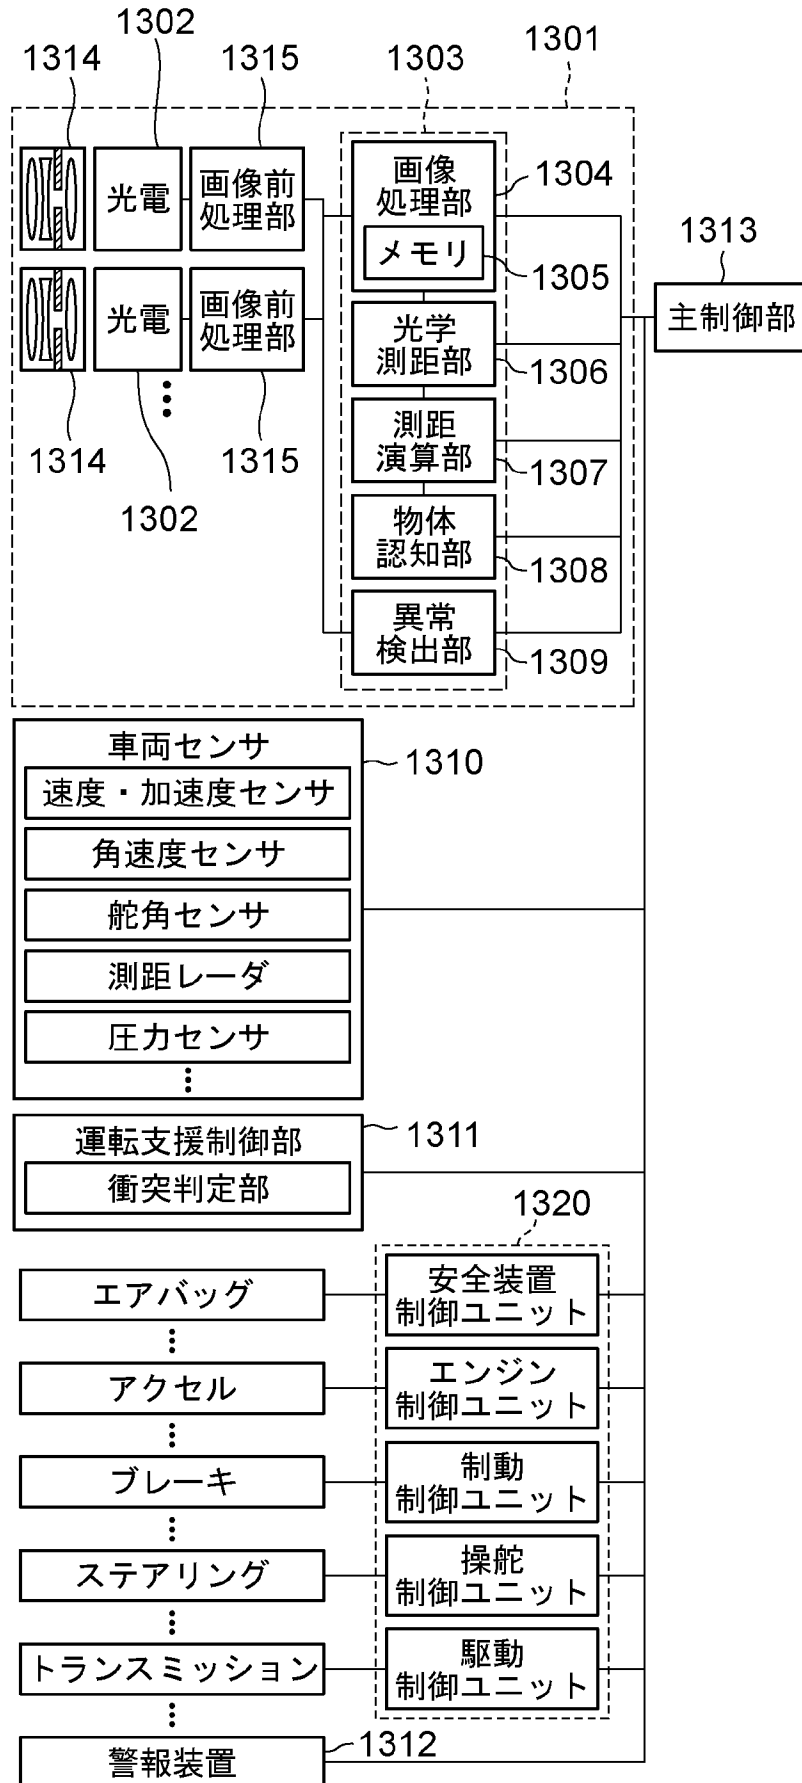 1302
1301
1314
1315
1303
光電
画像前
処理部
画像
処理部
1304
メモリ
1305
1313
主制御部
光電
画像前
処理部
光学
測距部
1306
1314
1315
1302
測距
演算部
1307
物体
認知部
1308
異常
検出部
1309
車両センサ
1310
速度・加速度センサ
角速度センサ
舵角センサ
測距レーダ
圧力センサ
運転支援制御部
1311
衝突判定部
1320
エアバッグ
安全装置
制御ユニット
アクセル
エンジン
制御ユニット
ブレーキ
制動
制御ユニット
ステアリング
操舵
制御ユニット
トランスミッション
駆動
制御ユニット
警報装置
1312